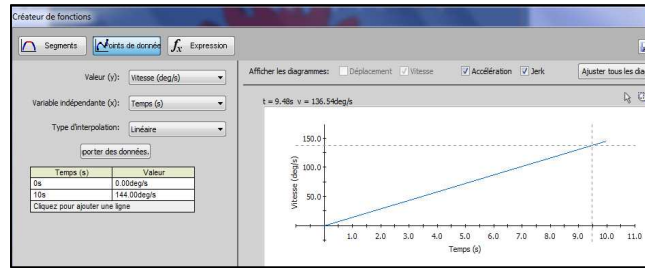 Créateur de fonctions
Segments
Points de donnée
fx Expression
Valeur (y): Vitesse (deg/s)
Variable indépendante (x): Temps (s)
Type d'interpolation: Linéaire
porter des données.
Temps (s) Valeur
0s 0.00deg/s
10s 144.00deg/s
Cliquez pour ajouter une ligne
Afficher les diagrammes: Déplacement Vitesse Accélération Jerk Ajuster tous les dia
t = 9.48s v = 136.54deg/s
Vitesse (deg/s)
150.0
100.0
50.0
1.0 2.0 3.0 4.0 5.0 6.0 7.0 8.0 9.0 10.0 11.0
Temps (s)